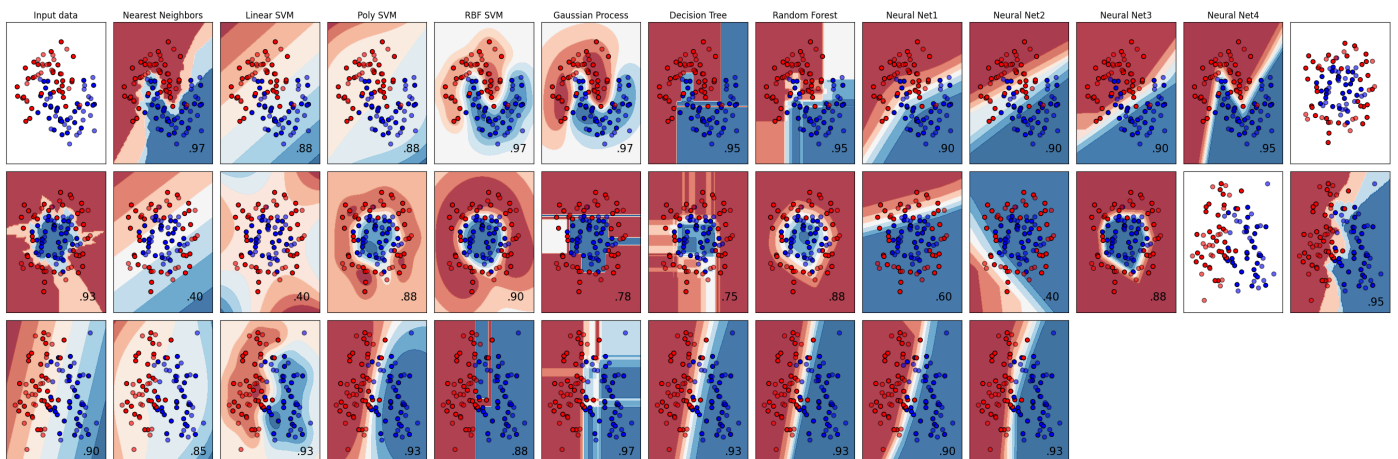 Input data Nearest Neighbors Linear SVM Poly SVM RBF SVM Gaussian Process Decision Tree Random Forest Neural Net1 Neural Net2 Neural Net3 Neural Net4
.97 .88 .88 .97 .97 .95 .95 .90 .90 .90 .95
.93 .40 .40 .88 .90 .78 .75 .88 .60 .40 .88 .95
.90 .85 .93 .93 .88 .97 .93 .93 .90 .93